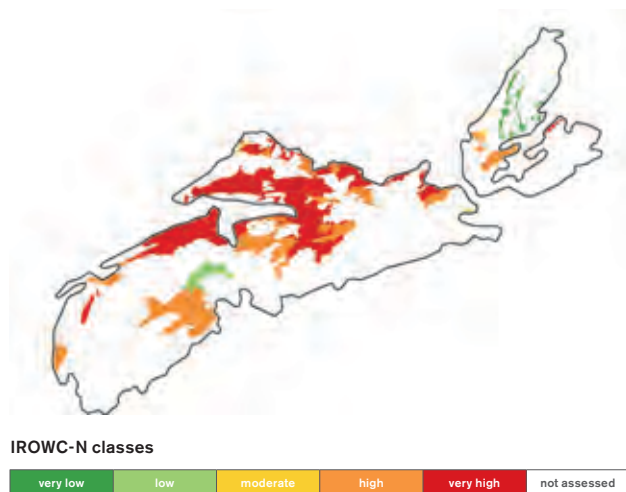 IROWC-N classes
very low low moderate high very high not assessed